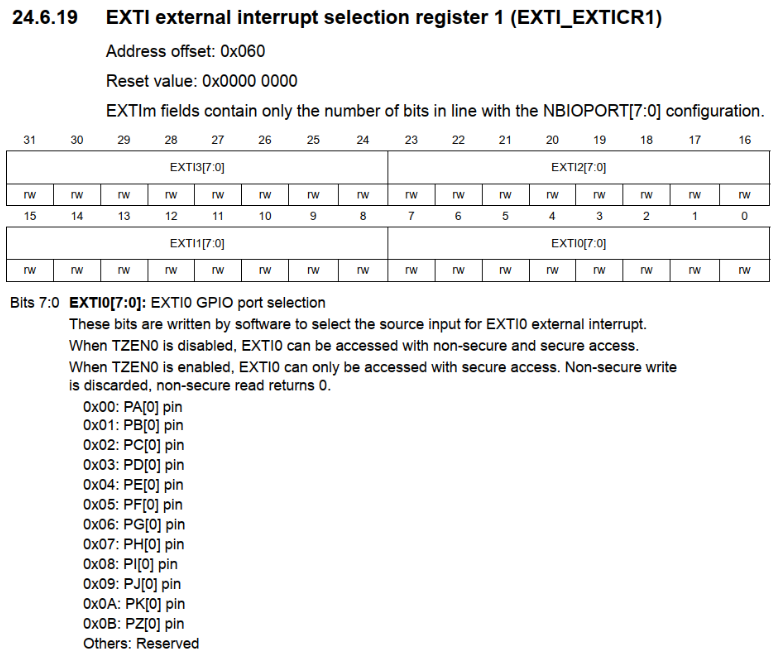 24.6.19 EXTI external interrupt selection register 1 (EXTI_EXTICR1)
Address offset: 0x060
Reset value: 0x0000 0000
EXTIm fields contain only the number of bits in line with the NBIOPORT[7:0] configuration.
31 30 29 28 27 26 25 24 23 22 21 20 19 18 17 16
EXTI3[7:0] EXTI2[7:0]
rw rw rw rw rw rw rw rw rw rw rw rw rw rw rw rw
15 14 13 12 11 10 9 8 7 6 5 4 3 2 1 0
EXTI1[7:0] EXTI0[7:0]
rw rw rw rw rw rw rw rw rw rw rw rw rw rw rw rw
Bits 7:0 EXTI0[7:0]: EXTI0 GPIO port selection
These bits are written by software to select the source input for EXTI0 external interrupt.
When TZEN0 is disabled, EXTI0 can be accessed with non-secure and secure access.
When TZEN0 is enabled, EXTI0 can only be accessed with secure access. Non-secure write
is discarded, non-secure read returns 0.
0x00: PA[0] pin
0x01: PB[0] pin
0x02: PC[0] pin
0x03: PD[0] pin
0x04: PE[0] pin
0x05: PF[0] pin
0x06: PG[0] pin
0x07: PH[0] pin
0x08: PI[0] pin
0x09: PJ[0] pin
0x0A: PK[0] pin
0x0B: PZ[0] pin
Others: Reserved